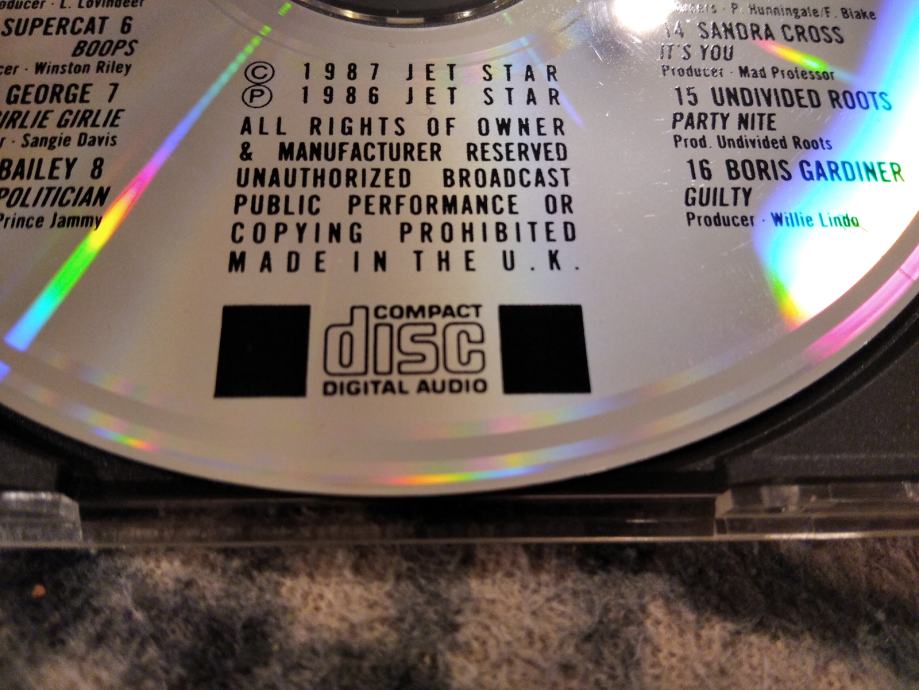 L. Lovindeer
SUPERCAT 6
BOOPS
cer · Winston Riley
GEORGE 7
IRLIE GIRLIE
r · Sangie Davis
BAILEY 8
POLITICIAN
Prince Jammy
© 1987 JET STAR
℗ 1986 JET STAR
ALL RIGHTS OF OWNER
& MANUFACTURER RESERVED
UNAUTHORIZED BROADCAST
PUBLIC PERFORMANCE OR
COPYING PROHIBITED
MADE IN THE U.K.
COMPACT
disc
DIGITAL AUDIO
P. Hunningale/F. Blake
14 SANDRA CROSS
IT'S YOU
Producer · Mad Professor
15 UNDIVIDED ROOTS
PARTY NITE
Prod. Undivided Roots
16 BORIS GARDINER
GUILTY
Producer · Willie Lindo